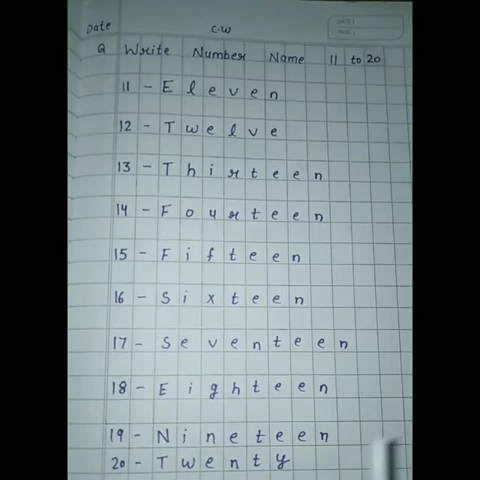 Date C.W
Q Write Number Name 11 to 20
11 - Eleven
12 - Twelve
13 - Thirteen
14 - Fourteen
15 - Fifteen
16 - Sixteen
17 - Seventeen
18 - Eighteen
19 - Nineteen
20 - Twenty